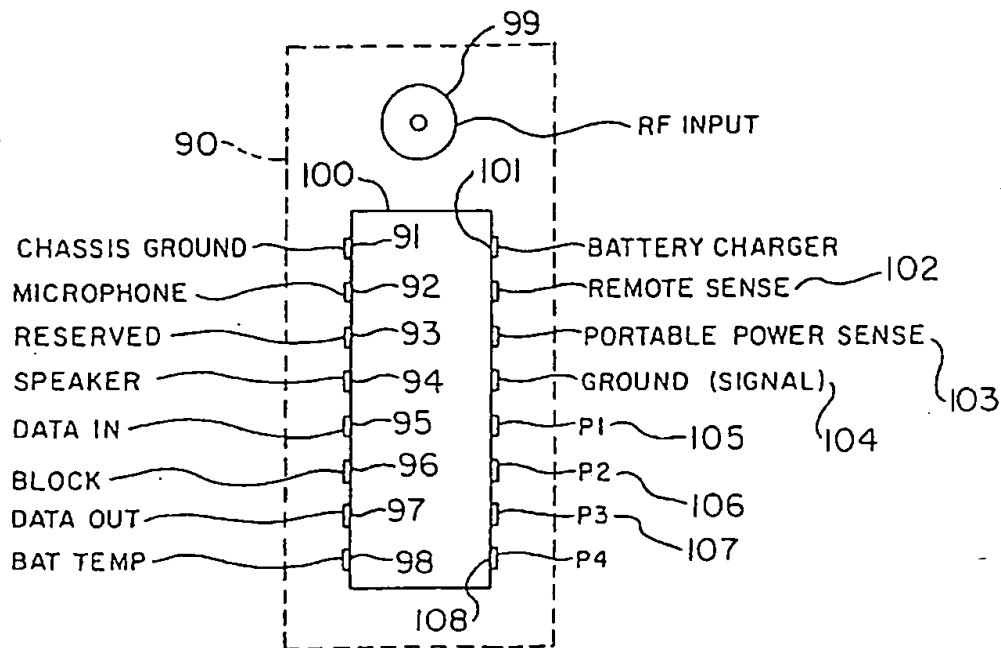 99
RF INPUT
90
100
101
CHASSIS GROUND 91 BATTERY CHARGER
MICROPHONE 92 REMOTE SENSE 102
RESERVED 93 PORTABLE POWER SENSE 103
SPEAKER 94 GROUND (SIGNAL) 104
DATA IN 95 P1 105
BLOCK 96 P2 106
DATA OUT 97 P3 107
BAT TEMP 98 P4
108